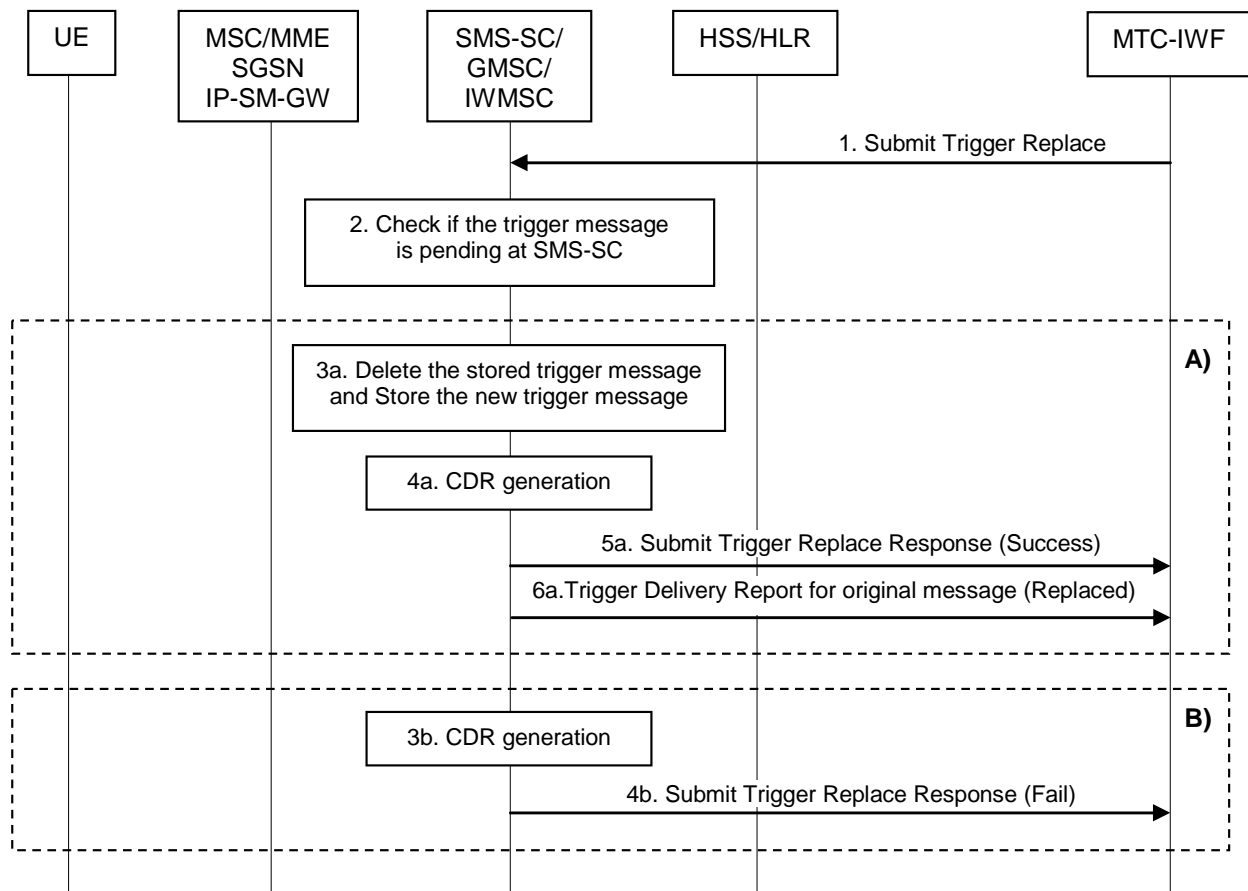 UE
MSC/MME
SGSN
IP-SM-GW
SMS-SC/
GMSC/
IWMSC
HSS/HLR
MTC-IWF
1. Submit Trigger Replace
2. Check if the trigger message
is pending at SMS-SC
A)
3a. Delete the stored trigger message
and Store the new trigger message
4a. CDR generation
5a. Submit Trigger Replace Response (Success)
6a.Trigger Delivery Report for original message (Replaced)
B)
3b. CDR generation
4b. Submit Trigger Replace Response (Fail)